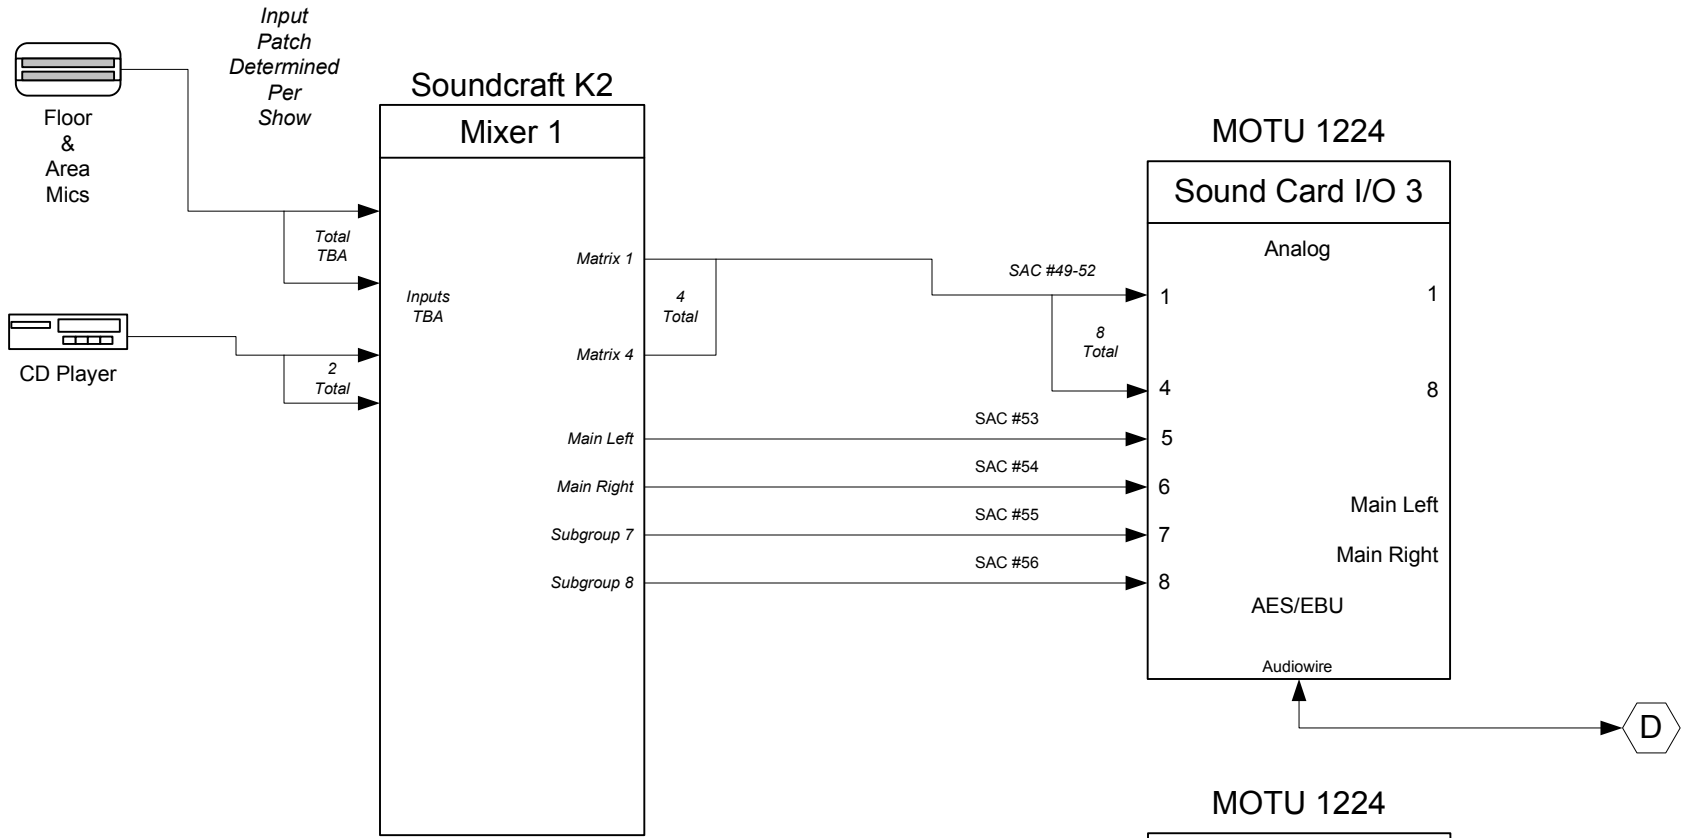 Input
Patch
Determined
Per
Show
Floor
&
Area
Mics
CD Player
Total
TBA
2
Total
Soundcraft K2
Mixer 1
Inputs
TBA
Matrix 1
Matrix 4
Main Left
Main Right
Subgroup 7
Subgroup 8
4
Total
SAC #49-52
8
Total
SAC #53
SAC #54
SAC #55
SAC #56
MOTU 1224
Sound Card I/O 3
Analog
1 1
4 8
5
6
7
8
Main Left
Main Right
AES/EBU
Audiowire
D
MOTU 1224